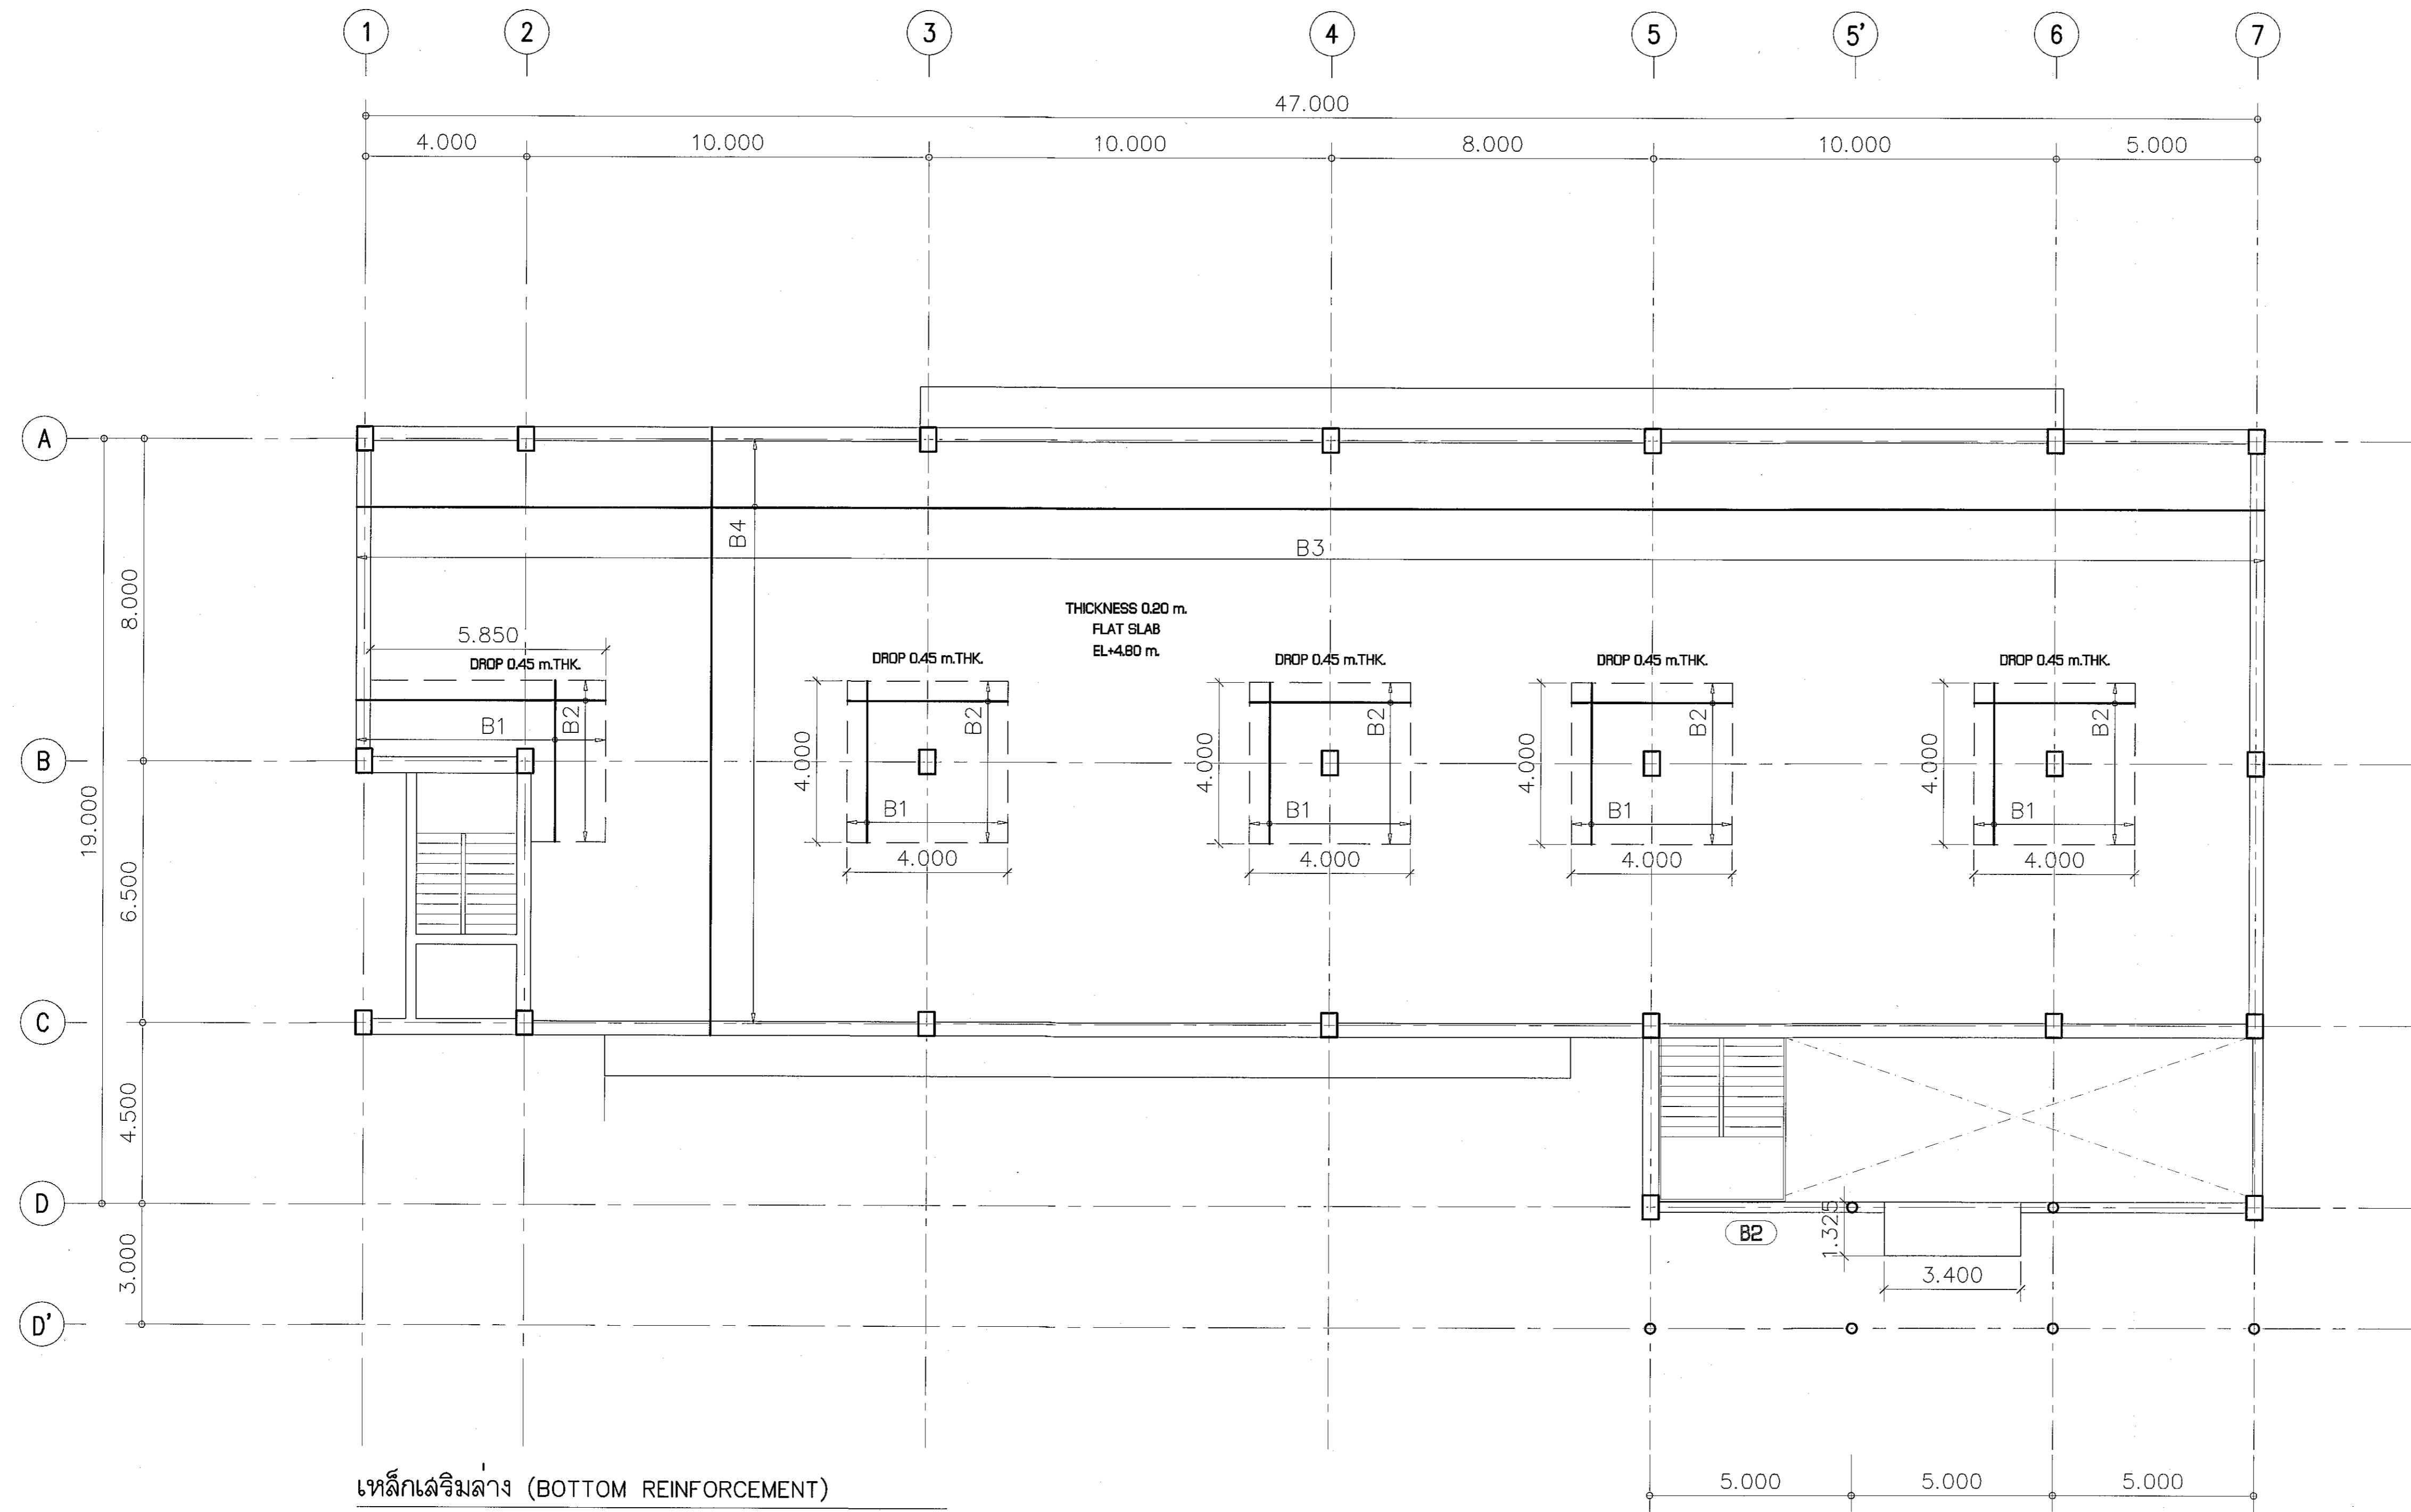 1 2 3 4 5 5' 6 7
47.000
4.000 10.000 10.000 8.000 10.000 5.000
A
B4
B3
8.000
THICKNESS 0.20 m.
FLAT SLAB
EL+4.80 m.
5.850
DROP 0.45 m.THK. DROP 0.45 m.THK. DROP 0.45 m.THK. DROP 0.45 m.THK. DROP 0.45 m.THK.
B1 B2 B2 B2 B2 B2
B
4.000 4.000 4.000 4.000
19.000
B1 B1 B1 B1
4.000 4.000 4.000 4.000
6.500
C
4.500
D
1.325
B2
3.000
3.400
D'
เหล็กเสริมล่าง (BOTTOM REINFORCEMENT)
5.000 5.000 5.000